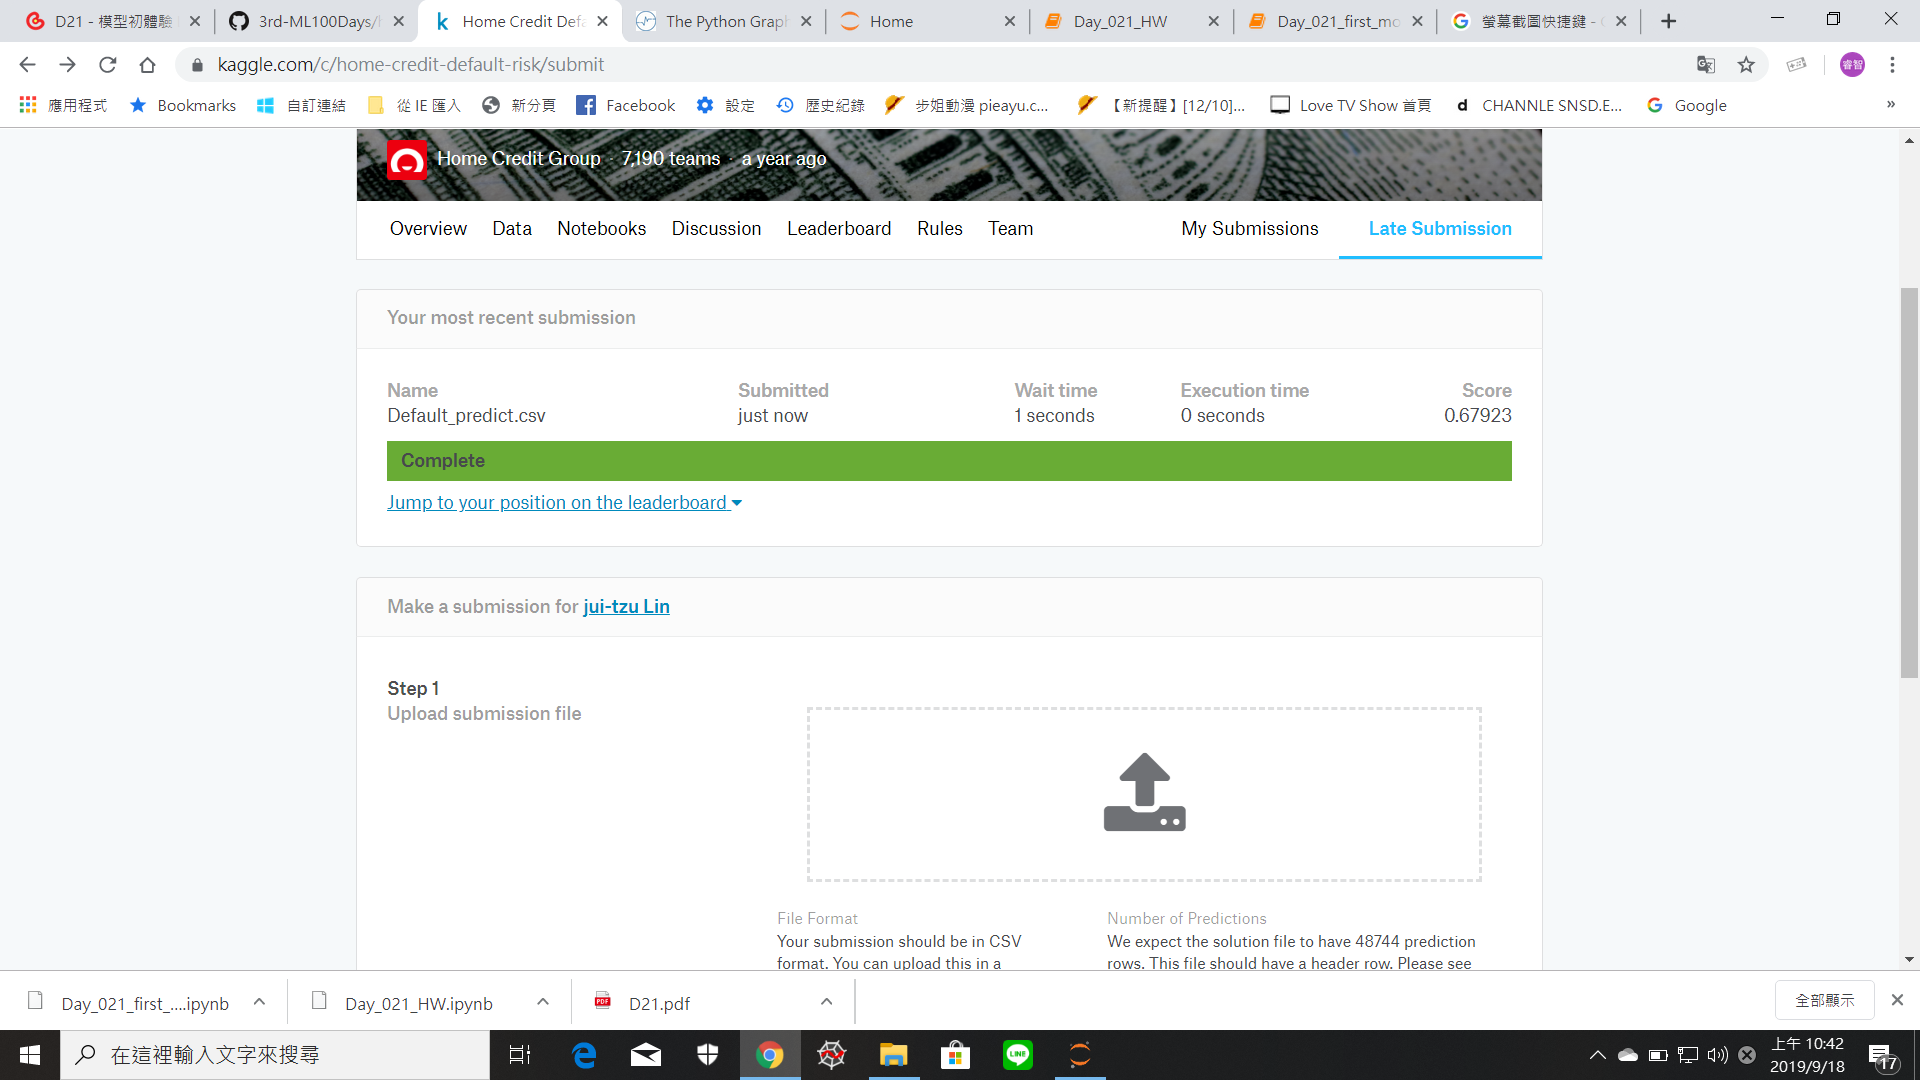 D21 - 模型初體驗
3rd-ML100Days/
Home Credit Defa
The Python Graph
Home
Day_021_HW
Day_021_first_mo
螢幕截圖快捷鍵 -
kaggle.com/c/home-credit-default-risk/submit
睿智
應用程式
Bookmarks
自訂連結
從 IE 匯入
新分頁
Facebook
設定
歷史紀錄
步姐動漫 pieayu.c...
【新提醒】[12/10]...
Love TV Show 首頁
CHANNLE SNSD.E...
Google
»
Home Credit Group · 7,190 teams · a year ago
Overview
Data
Notebooks
Discussion
Leaderboard
Rules
Team
My Submissions
Late Submission
Your most recent submission
Name
Submitted
Wait time
Execution time
Score
Default_predict.csv
just now
1 seconds
0 seconds
0.67923
Complete
Jump to your position on the leaderboard
Make a submission for jui-tzu Lin
Step 1
Upload submission file
File Format
Your submission should be in CSV
format. You can upload this in a
Number of Predictions
We expect the solution file to have 48744 prediction
rows. This file should have a header row. Please see
Day_021_first_....ipynb
Day_021_HW.ipynb
D21.pdf
全部顯示
在這裡輸入文字來搜尋
上午 10:42
2019/9/18
17